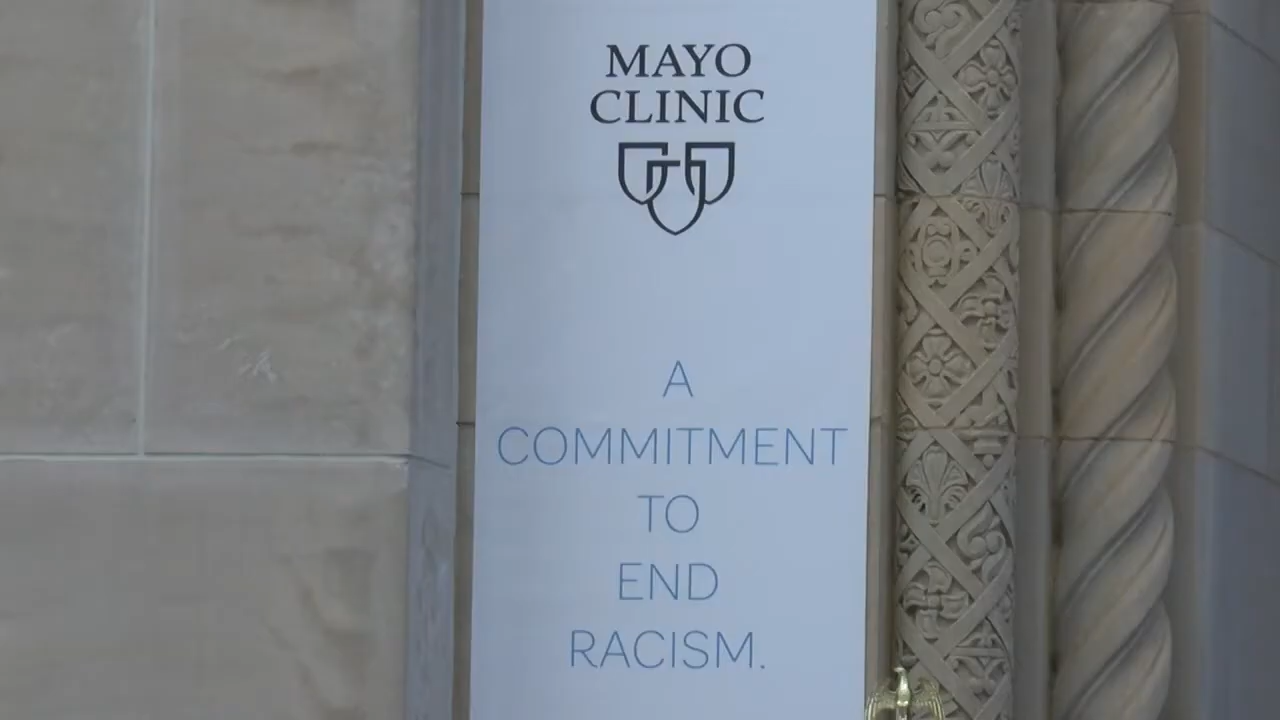 MAYO
CLINIC
A
COMMITMENT
TO
END
RACISM.